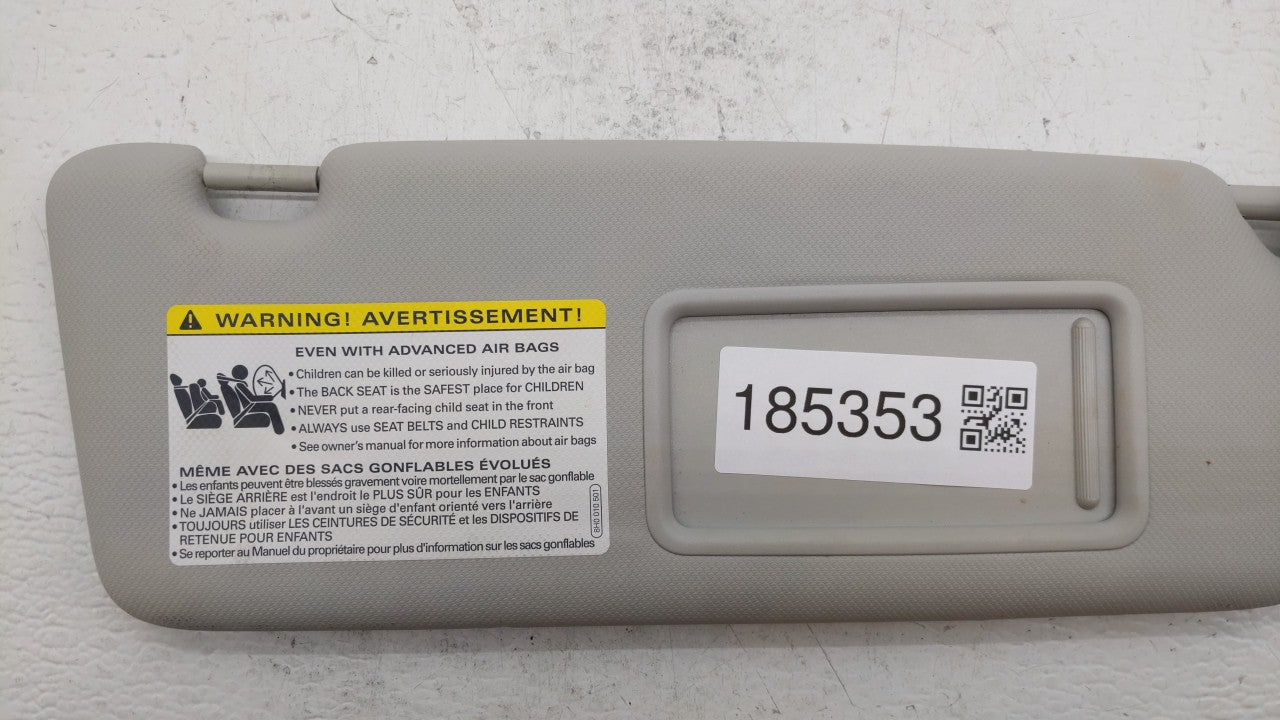 WARNING! AVERTISSEMENT!
EVEN WITH ADVANCED AIR BAGS
• Children can be killed or seriously injured by the air bag
• The BACK SEAT is the SAFEST place for CHILDREN
• NEVER put a rear-facing child seat in the front
• ALWAYS use SEAT BELTS and CHILD RESTRAINTS
• See owner's manual for more information about air bags
MÊME AVEC DES SACS GONFLABLES ÉVOLUÉS
• Les enfants peuvent être blessés gravement voire mortellement par le sac gonflable
• Le SIÈGE ARRIÈRE est l'endroit le PLUS SÛR pour les ENFANTS
• Ne JAMAIS placer à l'avant un siège d'enfant orienté vers l'arrière
• TOUJOURS utiliser LES CEINTURES DE SÉCURITÉ et les DISPOSITIFS DE
RETENUE POUR ENFANTS
• Se reporter au Manuel du propriétaire pour plus d'information sur les sacs gonflables
8H0 010 501
185353